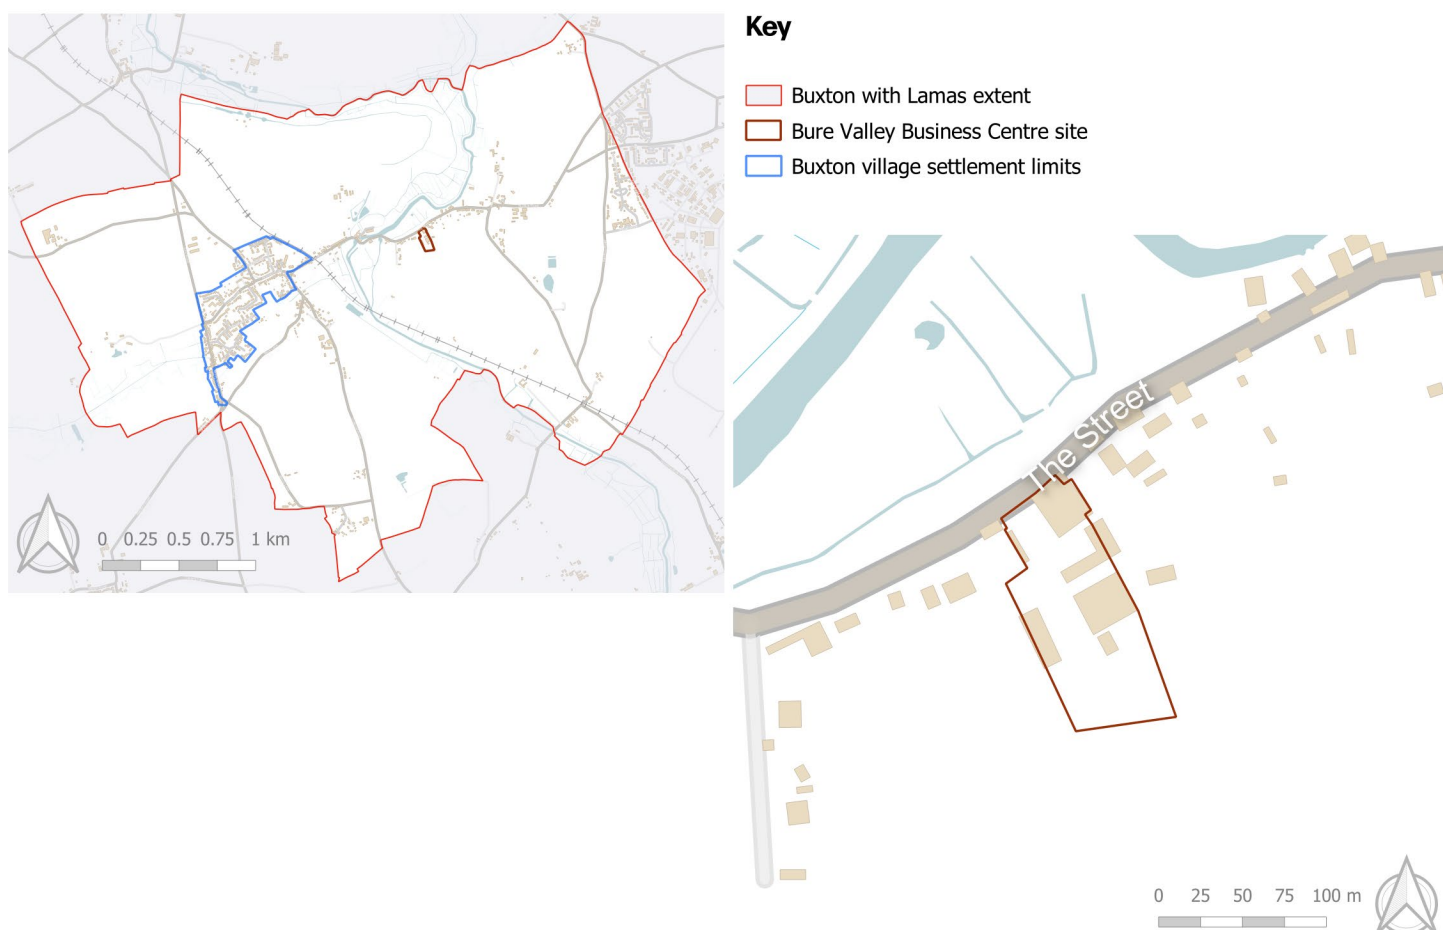 Key
Buxton with Lamas extent
Bure Valley Business Centre site
Buxton village settlement limits
The Street
0 0.25 0.5 0.75 1 km
0 25 50 75 100 m